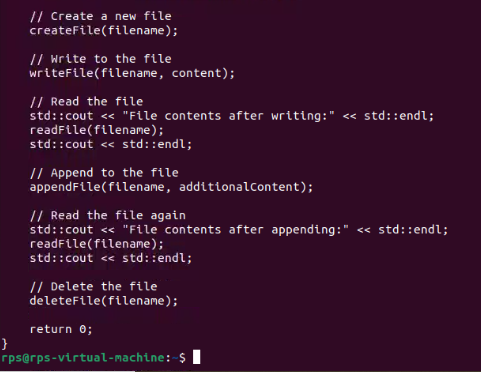 // Create a new file
createFile(filename);
// Write to the file
writeFile(filename, content);
// Read the file
std::cout << "File contents after writing:" << std::endl;
readFile(filename);
std::cout << std::endl;
// Append to the file
appendFile(filename, additionalContent);
// Read the file again
std::cout << "File contents after appending:" << std::endl;
readFile(filename);
std::cout << std::endl;
// Delete the file
deleteFile(filename);
return 0;
}
rps@rps-virtual-machine:~$